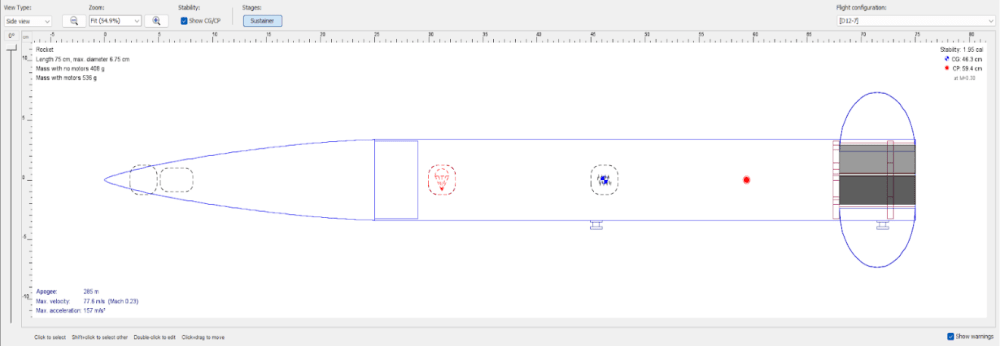 View Type:
Zoom:
Stability:
Stages:
Flight configuration:
Side view
Fit (54.9%)
Show CG/CP
Sustainer
[D12-7]
0°
cm
0 5 10 15 20 25 30 35 40 45 50 55 60 65 70 75 80
Rocket
Length 75 cm, max. diameter 6.75 cm
Mass with no motors 408 g
Mass with motors 536 g
Stability: 1.95 cal
CG: 46.3 cm
CP: 59.4 cm
at M=0.30
10
5
0
-5
-10
Apogee: 285 m
Max. velocity: 77.6 m/s (Mach 0.23)
Max. acceleration: 157 m/s²
Click to select Shift+click to select other Double-click to edit Click+drag to move
Show warnings